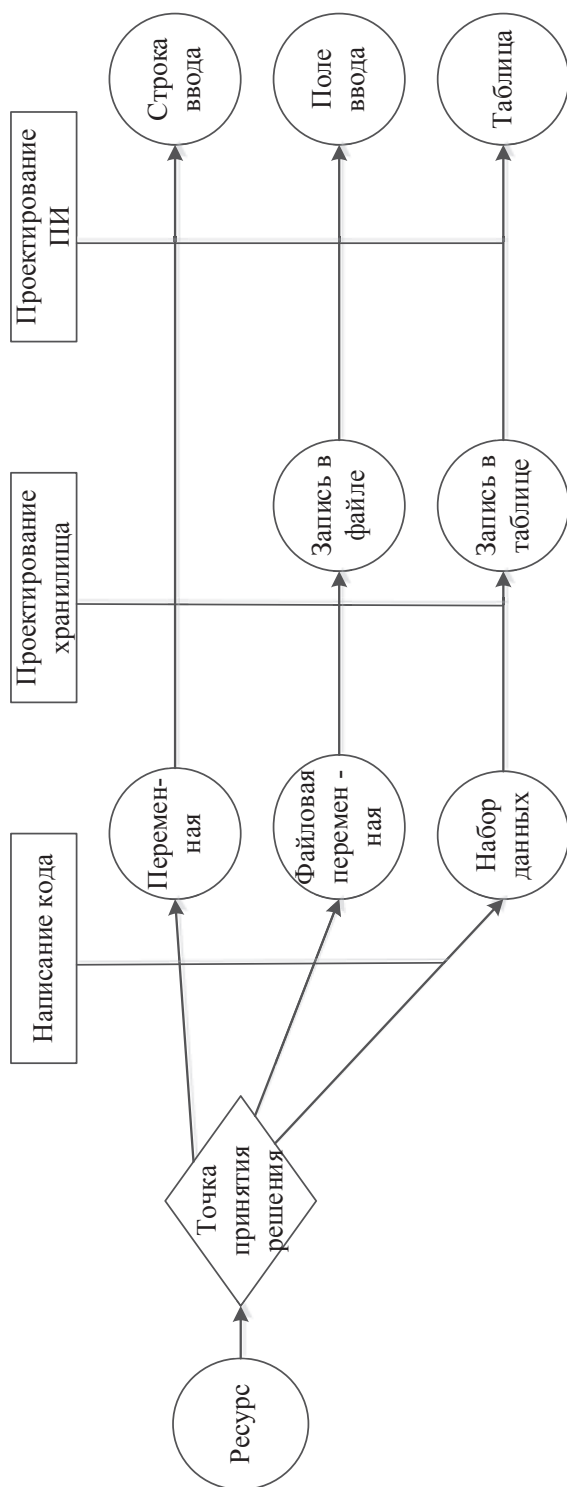 Написание кода
Проектирование
хранилища
Проектирование
ПИ
Ресурс
Точка
принятия
решения
Перемен-
ная
Строка
ввода
Файловая
перемен -
ная
Запись в
файле
Поле
ввода
Набор
данных
Запись в
таблице
Таблица